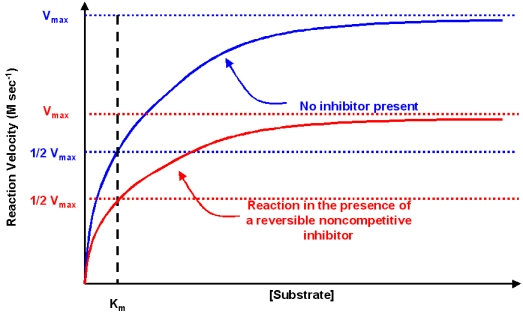 Vmax
No inhibitor present
Vmax
1/2 Vmax
1/2 Vmax
Reaction in the presence of
a reversible noncompetitive
inhibitor
Reaction Velocity (M sec-1)
[Substrate]
Km